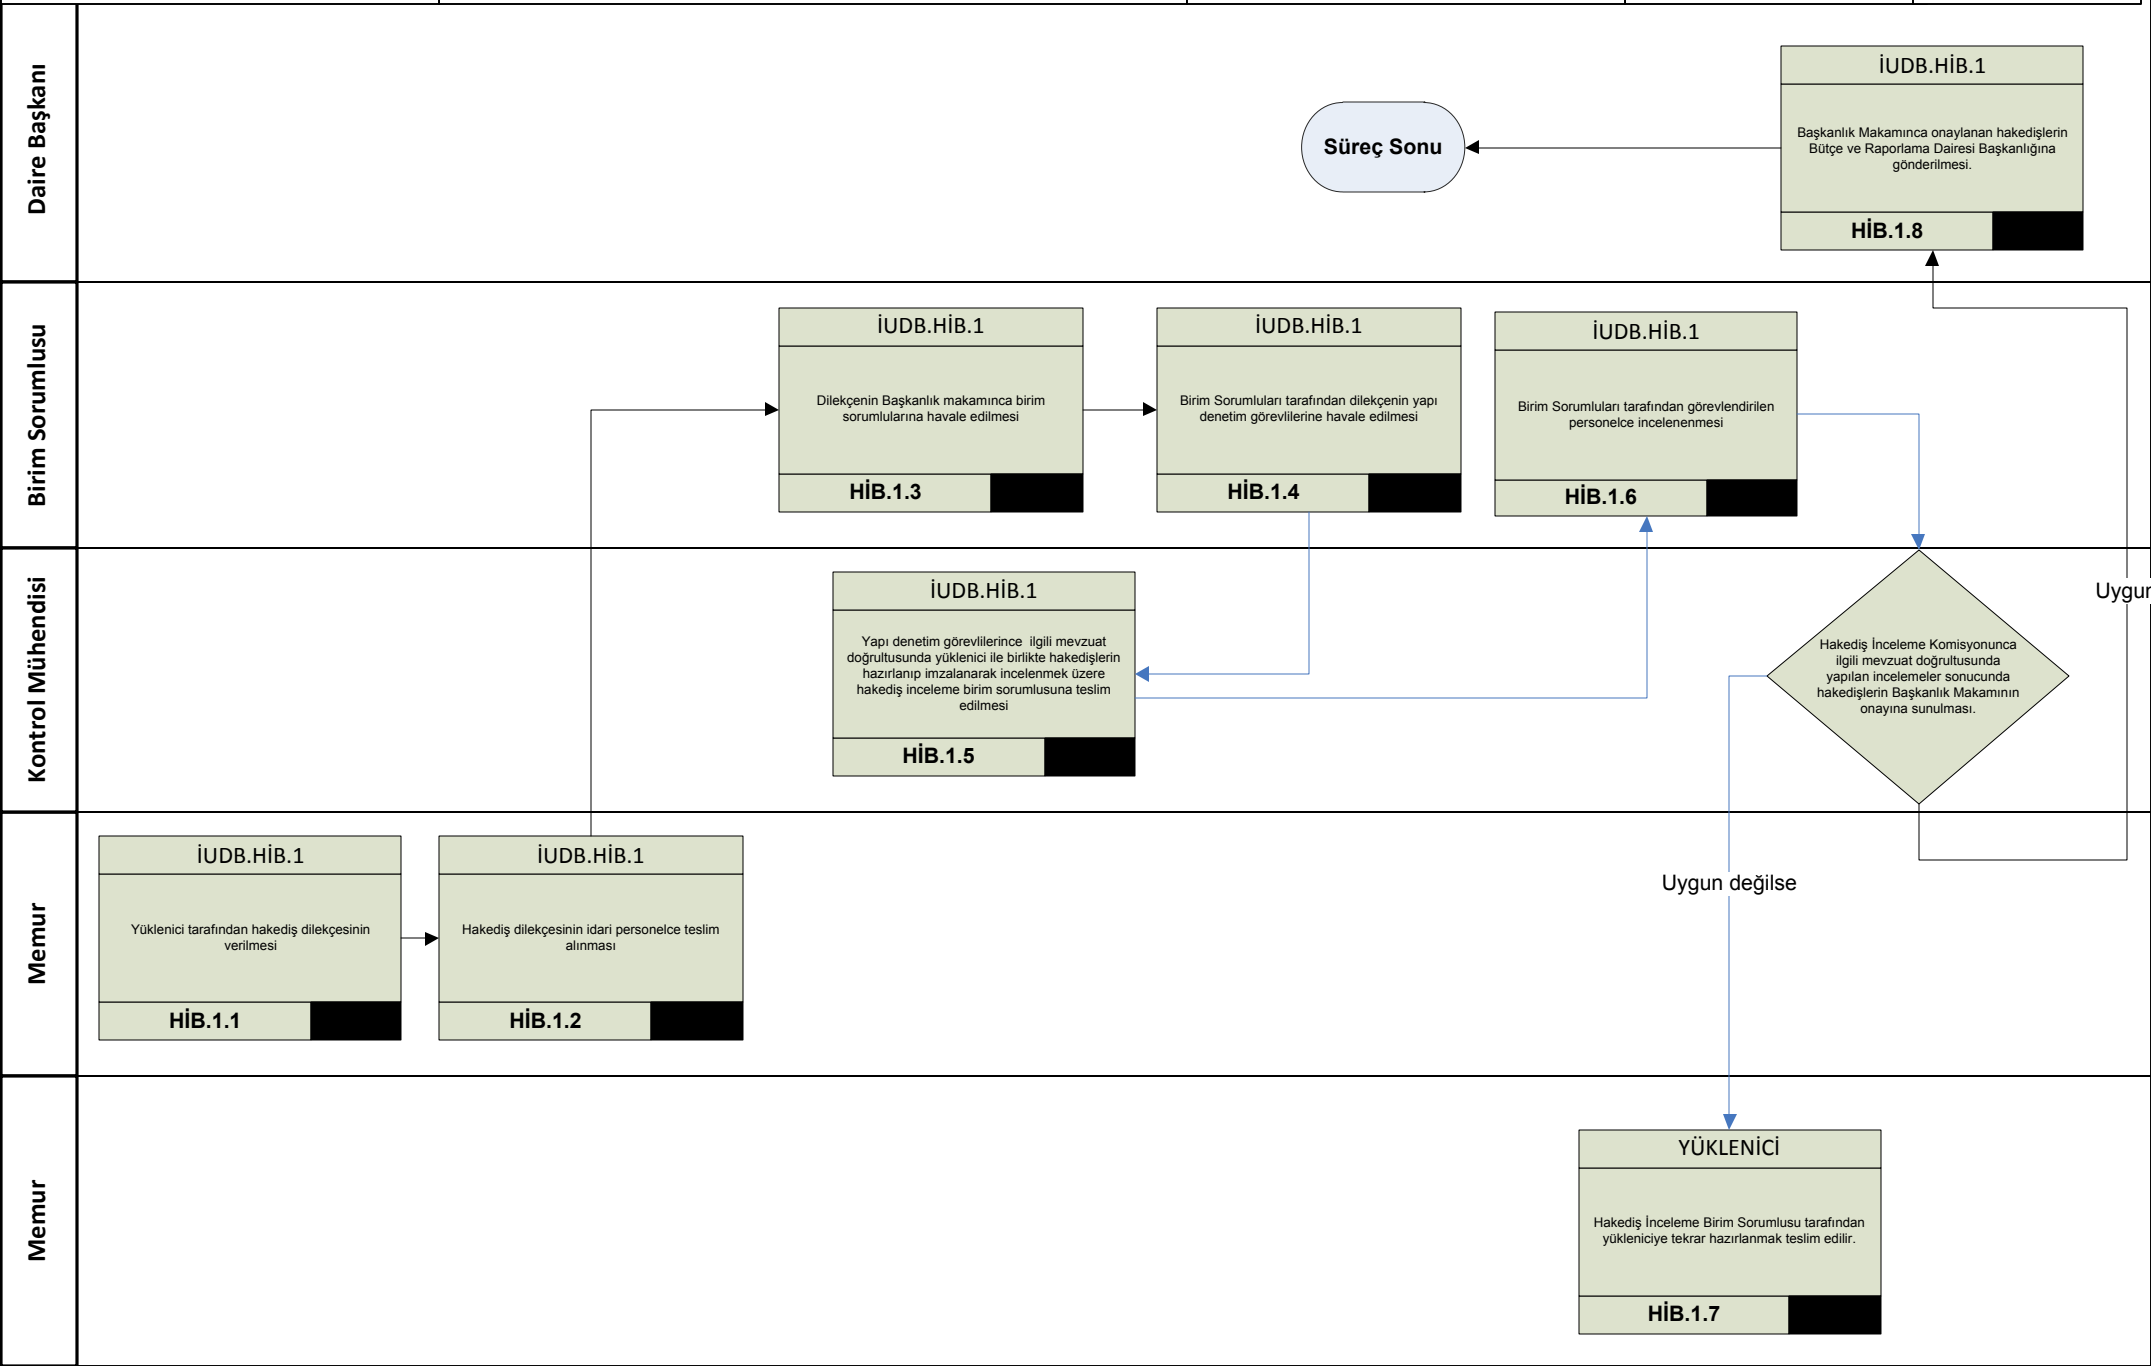 Daire Başkanı
İUDB.HİB.1
Başkanlık Makamınca onaylanan hakedişlerin
Bütçe ve Raporlama Dairesi Başkanlığına
gönderilmesi.
HİB.1.8
Süreç Sonu
Birim Sorumlusu
İUDB.HİB.1
Dilekçenin Başkanlık makamınca birim
sorumlularına havale edilmesi
HİB.1.3
İUDB.HİB.1
Birim Sorumluları tarafından dilekçenin yapı
denetim görevlilerine havale edilmesi
HİB.1.4
İUDB.HİB.1
Birim Sorumluları tarafından görevlendirilen
personelce incelenenmesi
HİB.1.6
Kontrol Mühendisi
İUDB.HİB.1
Yapı denetim görevlilerince ilgili mevzuat
doğrultusunda yüklenici ile birlikte hakedişlerin
hazırlanıp imzalanarak incelenmek üzere
hakediş inceleme birim sorumlusuna teslim
edilmesi
HİB.1.5
Hakediş İnceleme Komisyonunca
ilgili mevzuat doğrultusunda
yapılan incelemeler sonucunda
hakedişlerin Başkanlık Makamının
onayına sunulması.
Memur
İUDB.HİB.1
Yüklenici tarafından hakediş dilekçesinin
verilmesi
HİB.1.1
İUDB.HİB.1
Hakediş dilekçesinin idari personelce teslim
alınması
HİB.1.2
Uygun değilse
Memur
YÜKLENİCİ
Hakediş İnceleme Birim Sorumlusu tarafından
yükleniciye tekrar hazırlanmak teslim edilir.
HİB.1.7